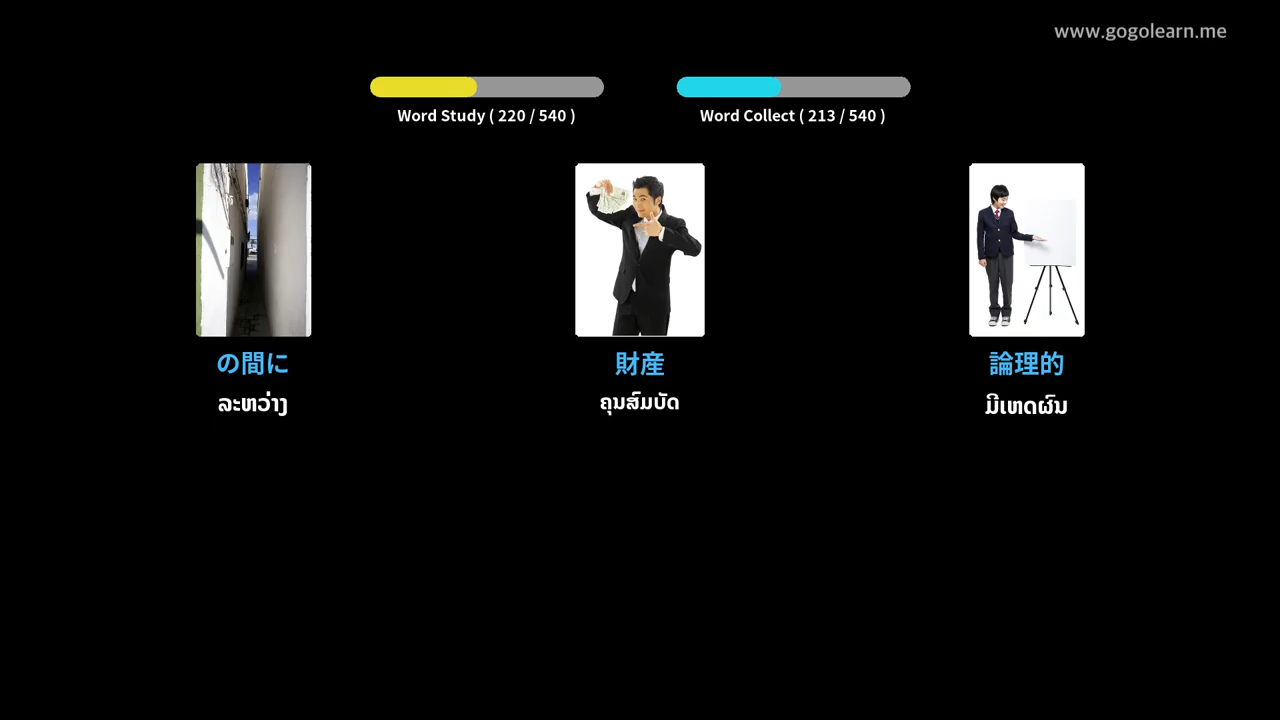 www.gogolearn.me
Word Study ( 220 / 540 )
Word Collect ( 213 / 540 )
の間に
財産
論理的
ລະຫວ່າງ
ຄຸນສົມບັດ
ມີເຫດຜົນ